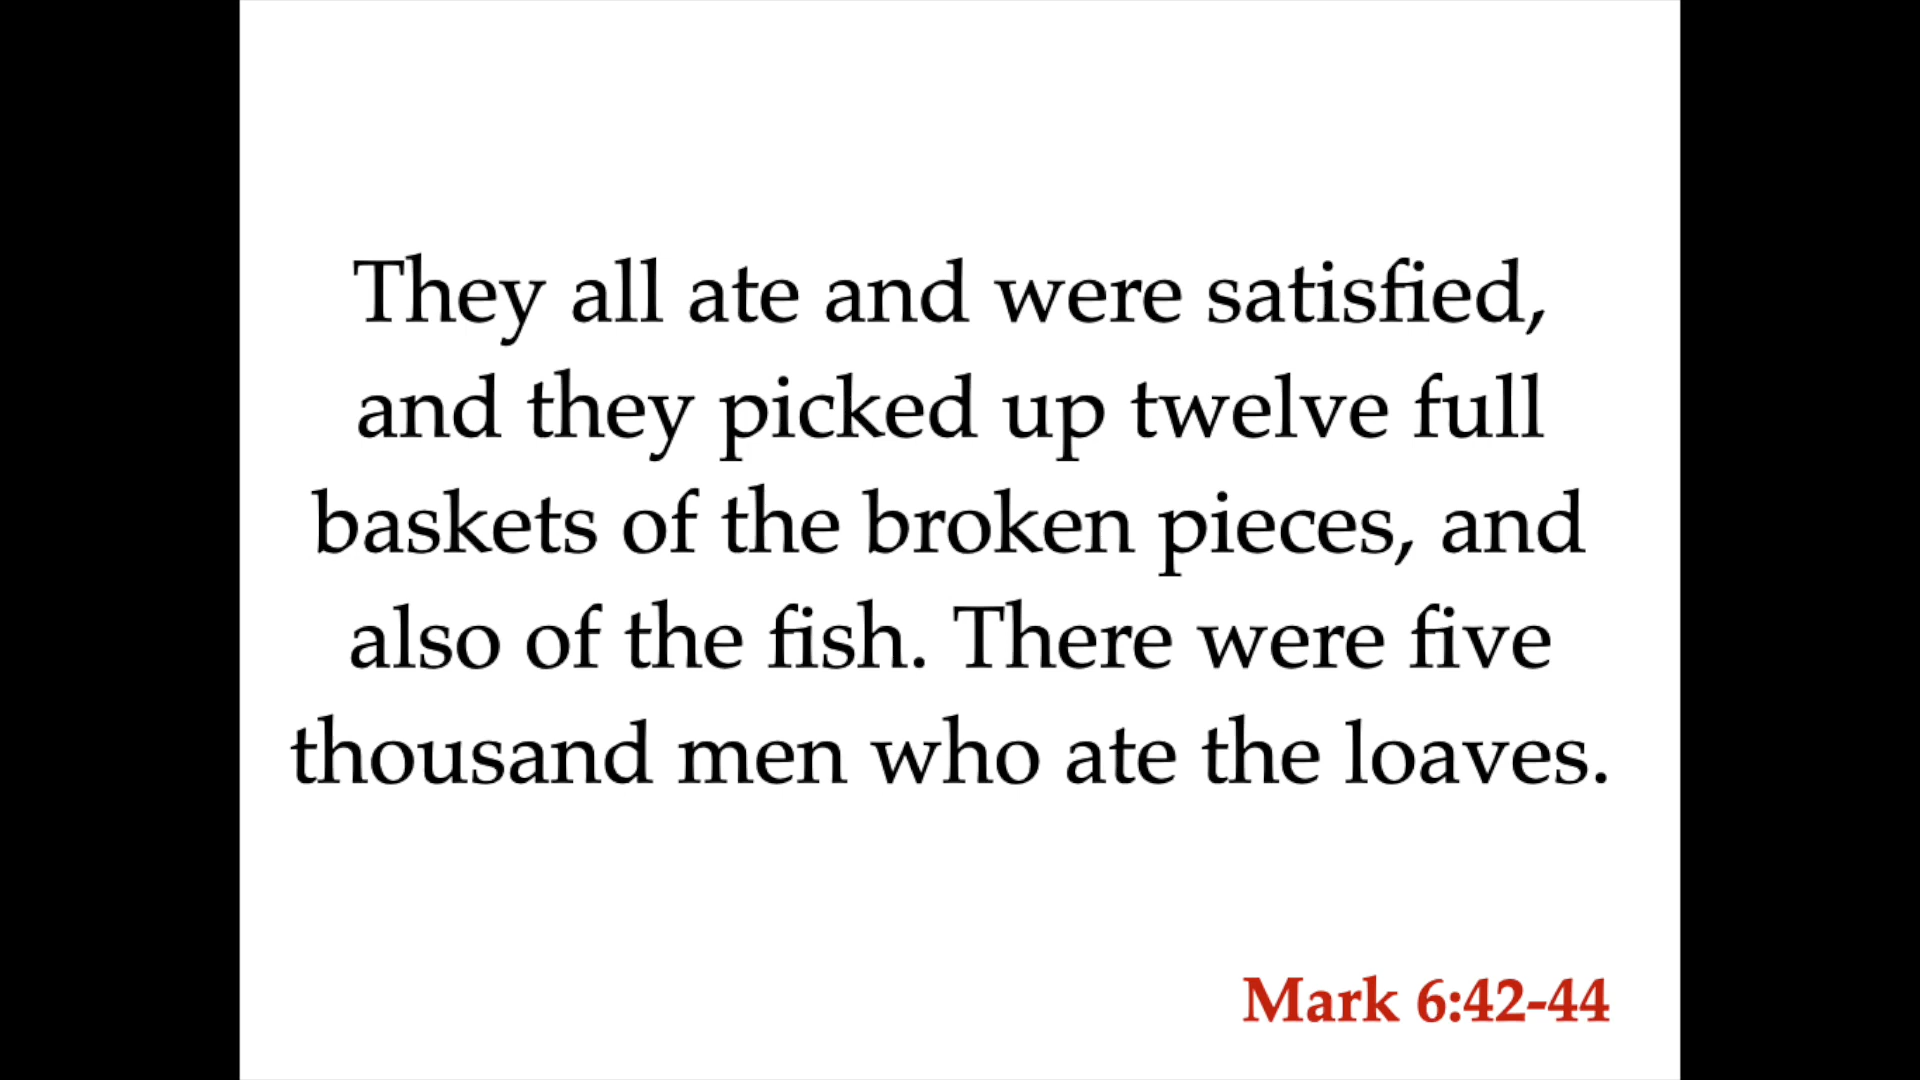 They all ate and were satisfied,
and they picked up twelve full
baskets of the broken pieces, and
also of the fish. There were five
thousand men who ate the loaves.
Mark 6:42-44